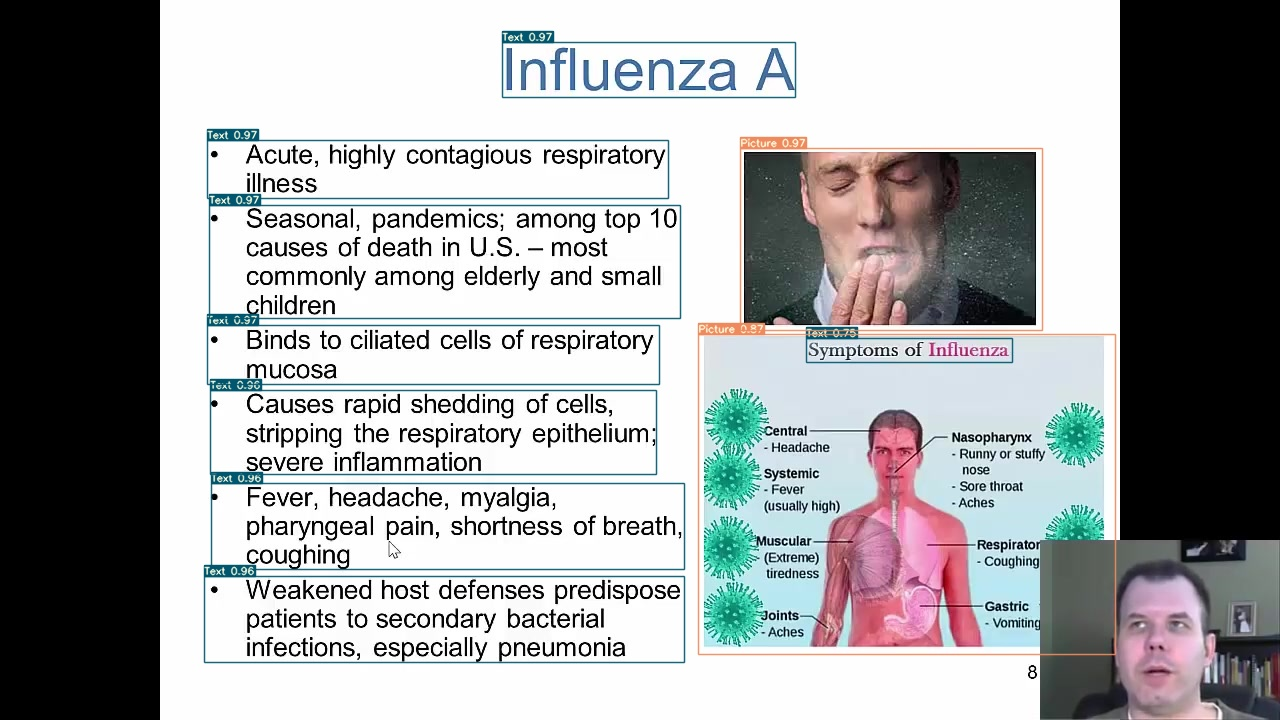 Text 0.97
Influenza A
Text 0.97
• Acute, highly contagious respiratory
illness
Text 0.97
• Seasonal, pandemics; among top 10
causes of death in U.S. – most
commonly among elderly and small
children
Text 0.97
• Binds to ciliated cells of respiratory
mucosa
Text 0.96
• Causes rapid shedding of cells,
stripping the respiratory epithelium;
severe inflammation
Text 0.96
• Fever, headache, myalgia,
pharyngeal pain, shortness of breath,
coughing
Text 0.96
• Weakened host defenses predispose
patients to secondary bacterial
infections, especially pneumonia
Picture 0.97
Picture 0.87
Text 0.75
Symptoms of Influenza
Central
- Headache
Systemic
- Fever
(usually high)
Muscular
(Extreme)
tiredness
Joints
- Aches
Nasopharynx
- Runny or stuffy
nose
- Sore throat
- Aches
Respirator
- Coughing
Gastric
- Vomiting
8